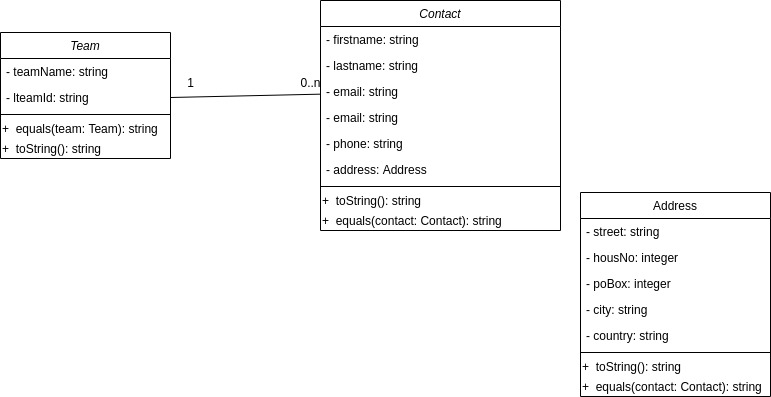 Team
- teamName: string
- lteamId: string
+ equals(team: Team): string
+ toString(): string
1
0..n
Contact
- firstname: string
- lastname: string
- email: string
- email: string
- phone: string
- address: Address
+ toString(): string
+ equals(contact: Contact): string
Address
- street: string
- housNo: integer
- poBox: integer
- city: string
- country: string
+ toString(): string
+ equals(contact: Contact): string